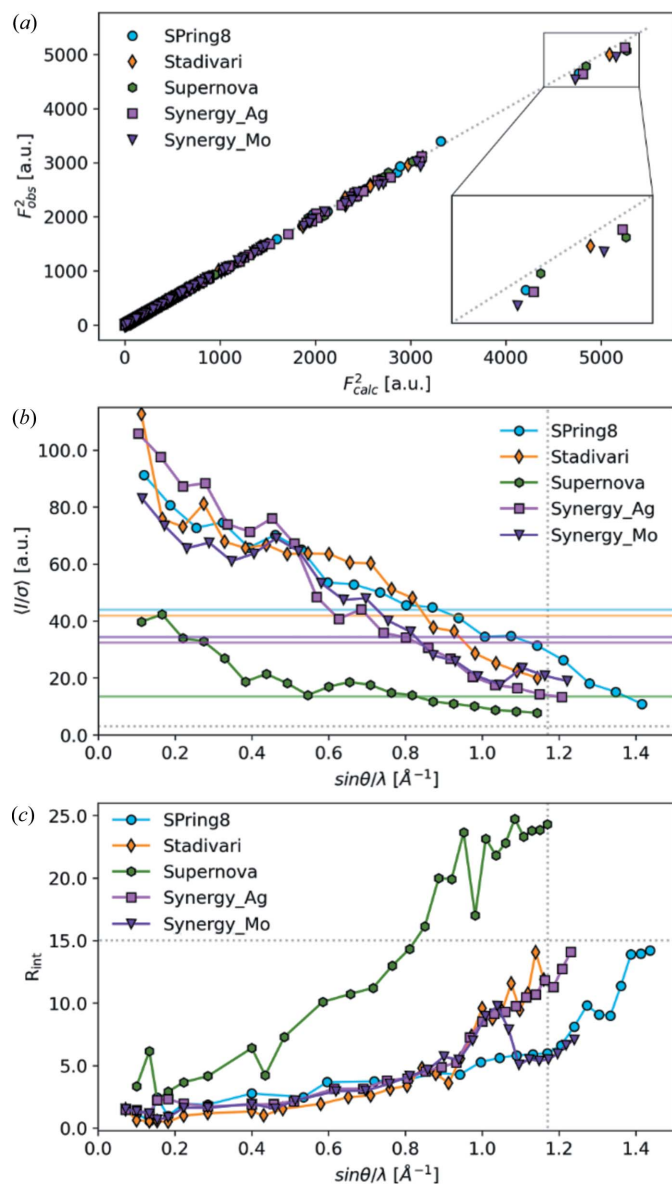 (a)
SPring8
Stadivari
Supernova
Synergy_Ag
Synergy_Mo
5000
4000
3000
2000
1000
0
F²obs [a.u.]
0 1000 2000 3000 4000 5000
F²calc [a.u.]
(b)
SPring8
Stadivari
Supernova
Synergy_Ag
Synergy_Mo
100.0
80.0
60.0
40.0
20.0
0.0
⟨I/σ⟩ [a.u.]
0.0 0.2 0.4 0.6 0.8 1.0 1.2 1.4
sinθ/λ [Å⁻¹]
(c)
SPring8
Stadivari
Supernova
Synergy_Ag
Synergy_Mo
25.0
20.0
15.0
10.0
5.0
0.0
Rint
0.0 0.2 0.4 0.6 0.8 1.0 1.2 1.4
sinθ/λ [Å⁻¹]